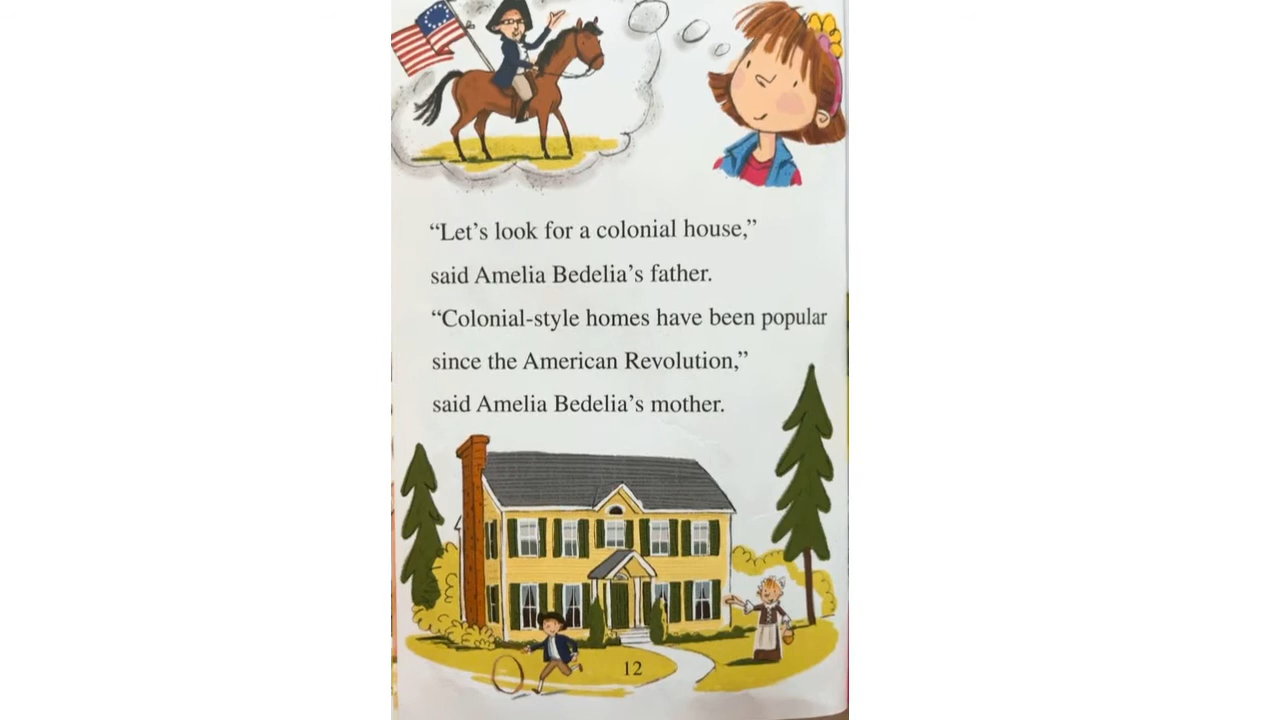 “Let’s look for a colonial house,”
said Amelia Bedelia’s father.
“Colonial-style homes have been popular
since the American Revolution,”
said Amelia Bedelia’s mother.
12